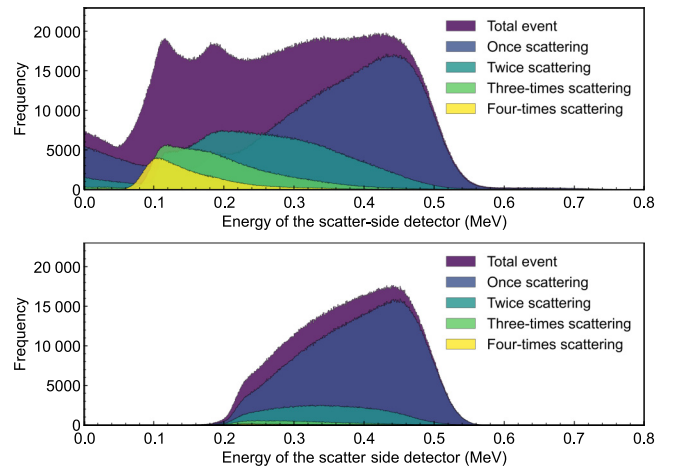 20 000
15 000
10 000
5000
0
Frequency
Total event
Once scattering
Twice scattering
Three-times scattering
Four-times scattering
0.0 0.1 0.2 0.3 0.4 0.5 0.6 0.7 0.8
Energy of the scatter-side detector (MeV)
20 000
15 000
10 000
5000
0
Frequency
Total event
Once scattering
Twice scattering
Three-times scattering
Four-times scattering
0.0 0.1 0.2 0.3 0.4 0.5 0.6 0.7 0.8
Energy of the scatter side detector (MeV)